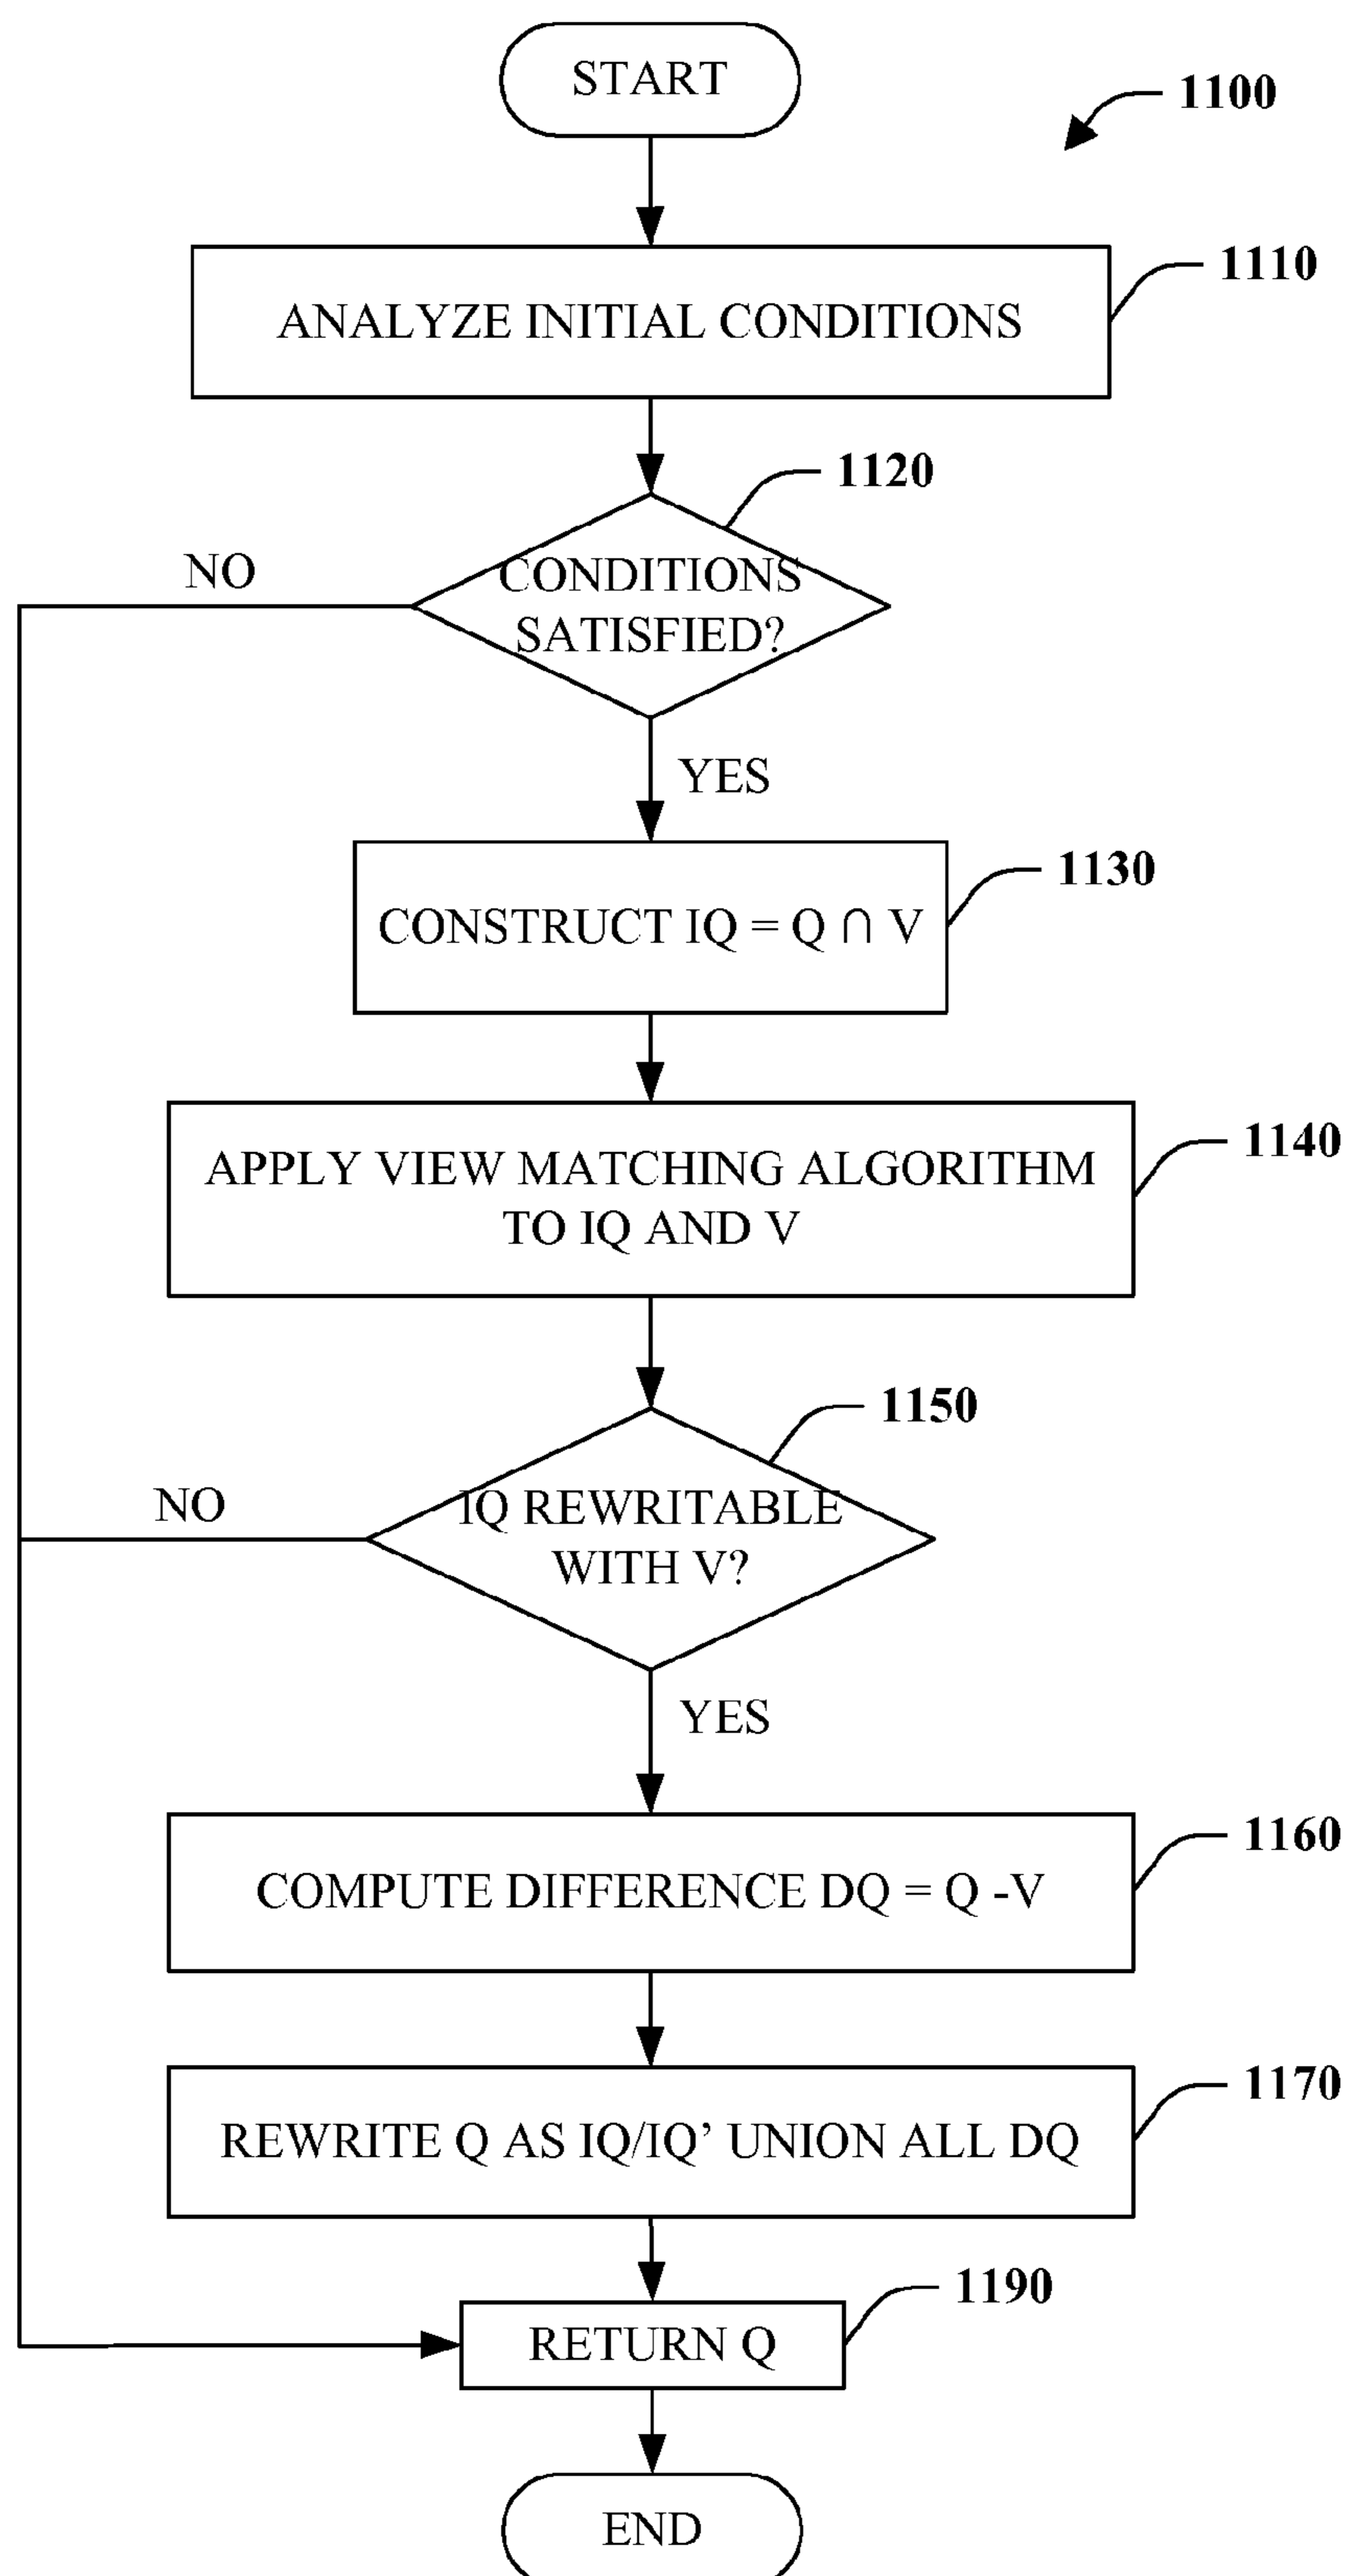 START
1100
1110
ANALYZE INITIAL CONDITIONS
1120
NO
CONDITIONS
SATISFIED?
YES
1130
CONSTRUCT IQ = Q ∩ V
1140
APPLY VIEW MATCHING ALGORITHM
TO IQ AND V
1150
NO
IQ REWRITABLE
WITH V?
YES
1160
COMPUTE DIFFERENCE DQ = Q -V
1170
REWRITE Q AS IQ/IQ’ UNION ALL DQ
1190
RETURN Q
END